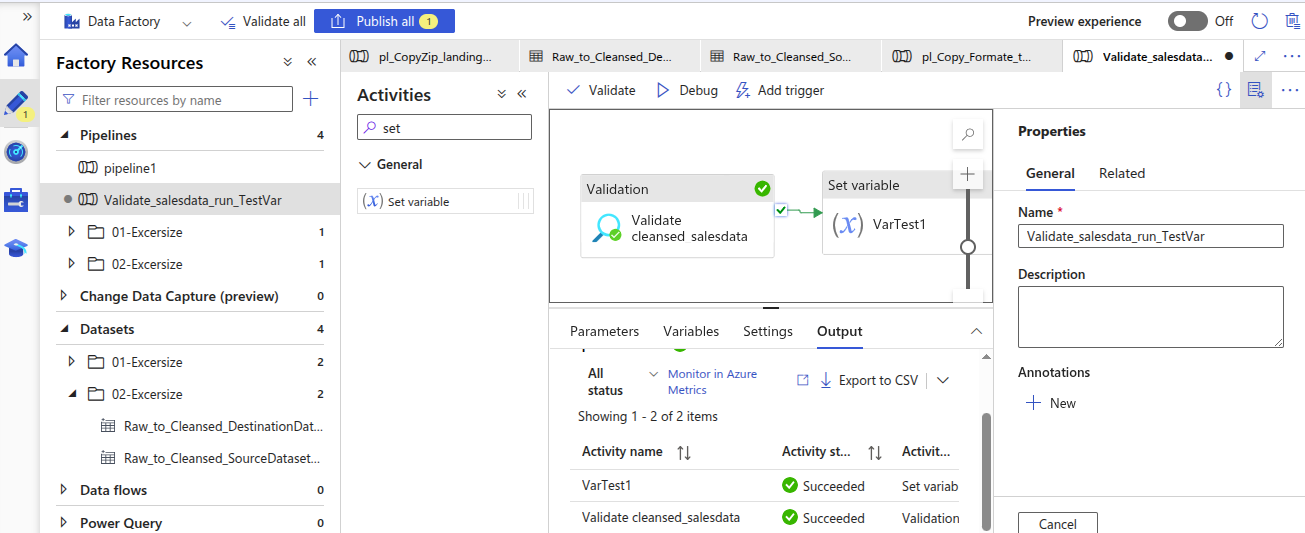 Data Factory
Validate all
Publish all 1
Preview experience
Off
1
Factory Resources
Filter resources by name
Pipelines 4
pipeline1
Validate_salesdata_run_TestVar
01-Excersize 1
02-Excersize 1
Change Data Capture (preview) 0
Datasets 4
01-Excersize 2
02-Excersize 2
Raw_to_Cleansed_DestinationDat...
Raw_to_Cleansed_SourceDataset...
Data flows 0
Power Query 0
pl_CopyZip_landing...
Raw_to_Cleansed_De...
Raw_to_Cleansed_So...
pl_Copy_Formate_t...
Validate_salesdata...
Activities
set
General
(x) Set variable
Validate
Debug
Add trigger
{}
Validation
Validate
cleansed_salesdata
Set variable
(x) VarTest1
Parameters
Variables
Settings
Output
All
status
Monitor in Azure
Metrics
Export to CSV
Showing 1 - 2 of 2 items
Activity name
Activity st...
Activit...
VarTest1
Succeeded
Set variab
Validate cleansed_salesdata
Succeeded
Validation
Properties
General
Related
Name *
Validate_salesdata_run_TestVar
Description
Annotations
New
Cancel